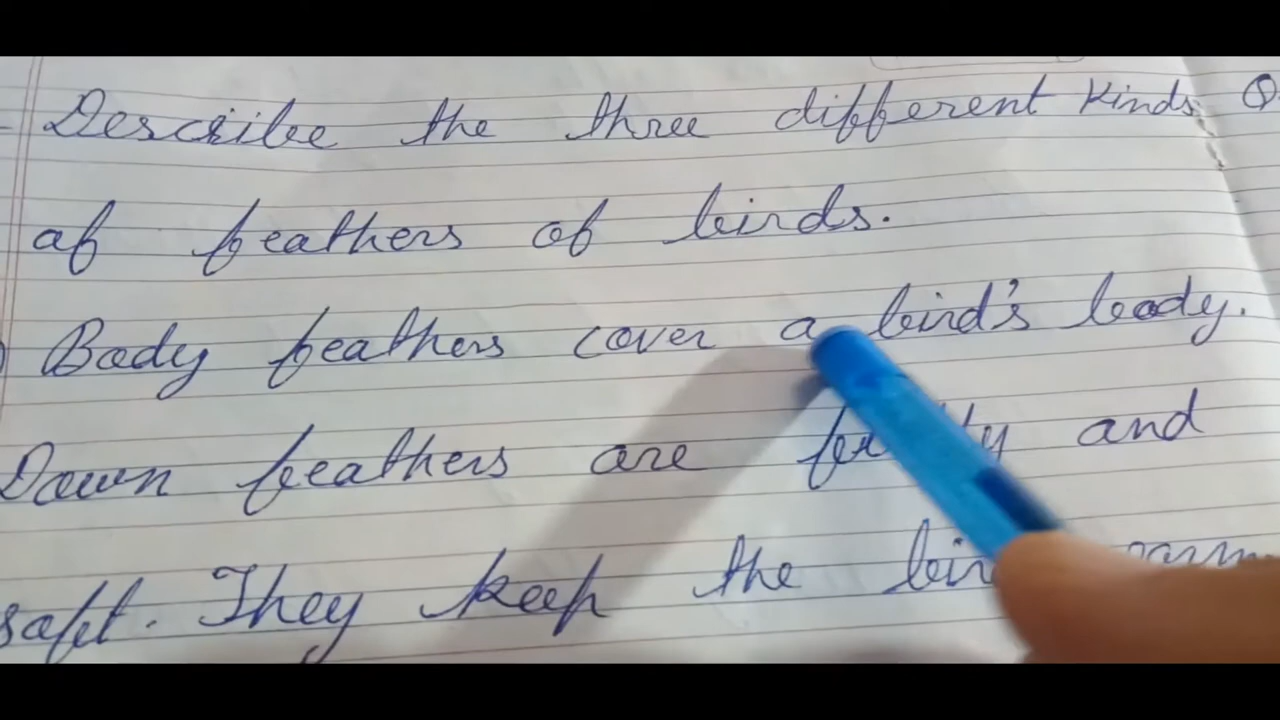 Describe the three different kinds Q
of feathers of birds.
Body feathers cover a bird's body.
Down feathers are and
soft. They keep the warm